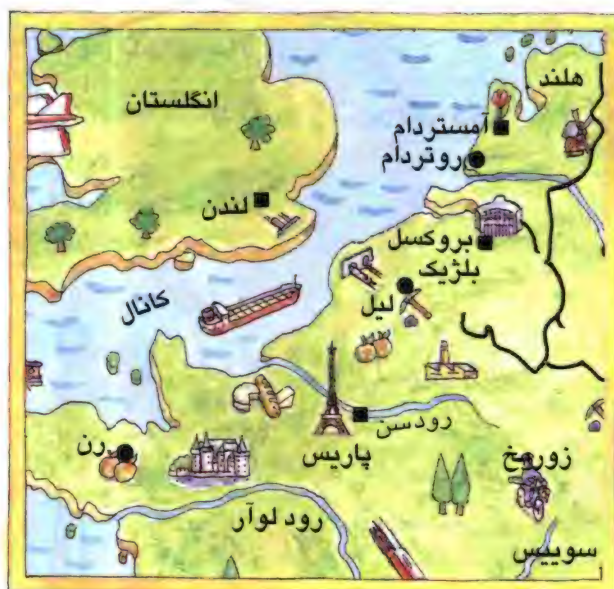 هلند
انگلستان
آمستردام
روتردام
لندن
بروکسل
بلژیک
کانال
لیل
رودسن
رن
پاریس
زوریخ
رود لوآر
سوییس